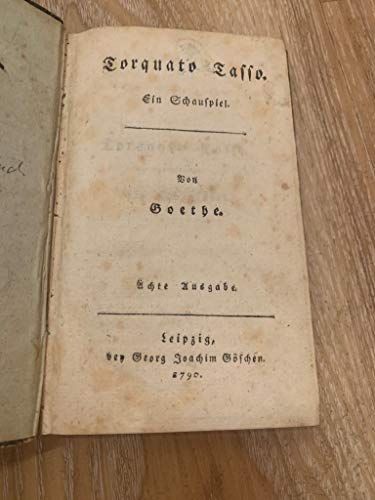 Torquato Tasso.
Ein Schauspiel.
Von
Goethe.
Ächte Ausgabe.
Leipzig,
bey Georg Joachim Göschen.
1790.